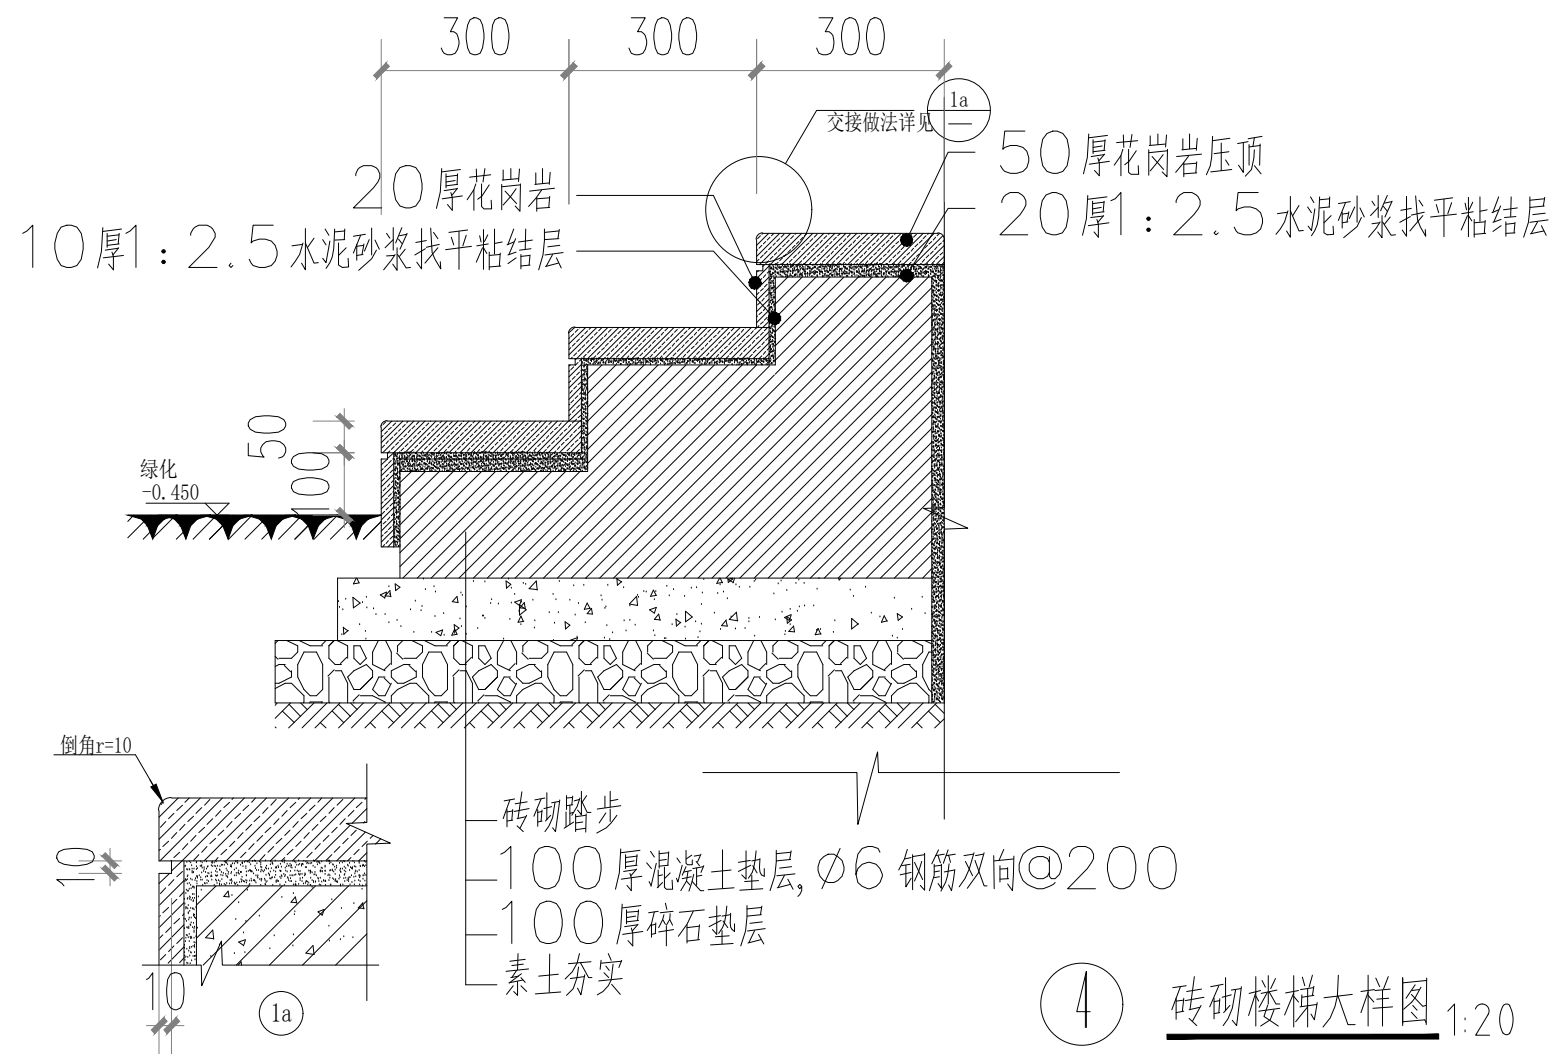 300 300 300
1a
交接做法详见
50厚花岗岩压顶
20厚花岗岩
20厚1:2.5水泥砂浆找平粘结层
10厚1:2.5水泥砂浆找平粘结层
50
100
绿化
-0.450
倒角r=10
10
10
1a
砖砌踏步
100厚混凝土垫层,Ø6钢筋双向@200
100厚碎石垫层
素土夯实
4 砖砌楼梯大样图 1:20